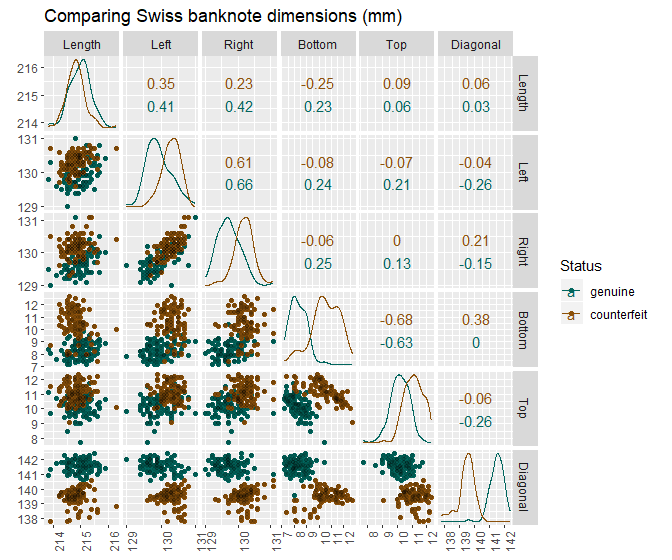 Comparing Swiss banknote dimensions (mm)
Length Left Right Bottom Top Diagonal
216
215
214
0.35 0.23 -0.25 0.09 0.06
0.41 0.42 0.23 0.06 0.03
Length
131
130
129
0.61 -0.08 -0.07 -0.04
0.66 0.24 0.21 -0.26
Left
131
130
129
-0.06 0 0.21
0.25 0.13 -0.15
Right
12
11
10
9
8
7
-0.68 0.38
-0.63 0
Bottom
12
11
10
9
8
-0.06
-0.26
Top
142
141
140
139
138
Diagonal
214 215 216 129 130 131 129 130 131 7 8 9 10 11 12 8 9 10 11 12 138 139 140 141 142
Status
a genuine
a counterfeit